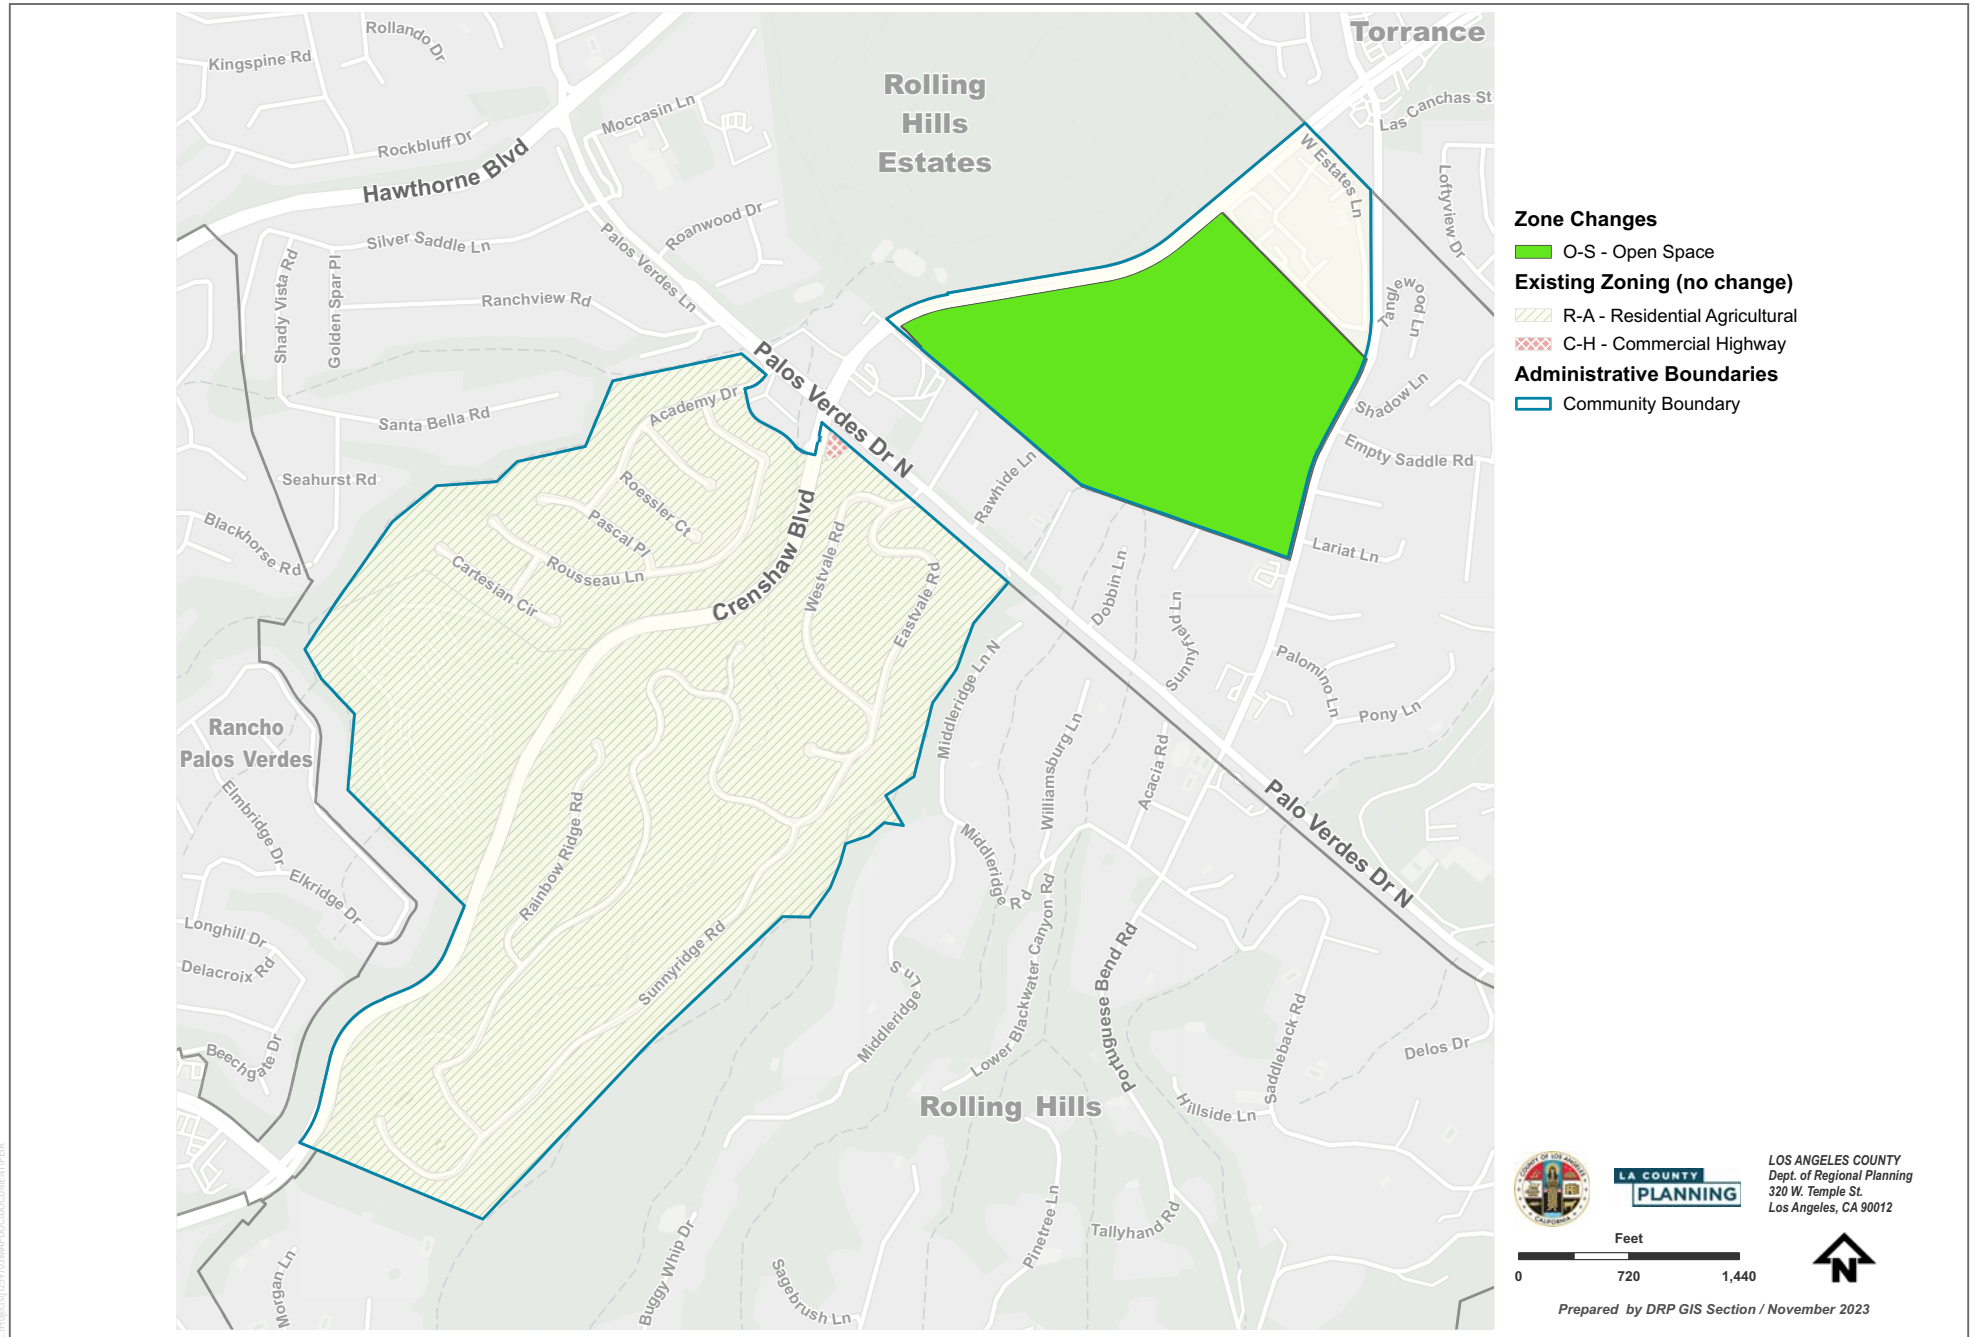 Torrance
Rolling
Hills
Estates
Rollando Dr
Kingspine Rd
Moccasin Ln
Rockbluff Dr
Hawthorne Blvd
Las Canchas St
W Estates Ln
Loftyview Dr
Roanwood Dr
Silver Saddle Ln
Palos Verdes Ln
Shady Vista Rd
Golden Spar Pl
Ranchview Rd
Tanglewood Ln
Palos Verdes Dr N
Academy Dr
Santa Bella Rd
Shadow Ln
Empty Saddle Rd
Seahurst Rd
Roessler Ct
Rawhide Ln
Pascal Pl
Blackhorse Rd
Crenshaw Blvd
Westvale Rd
Lariat Ln
Rousseau Ln
Cartesian Cir
Eastvale Rd
Dobbin Ln
Sunnyfield Ln
Middleridge Ln N
Palomino Ln
Pony Ln
Rancho
Palos Verdes
Williamsburg Ln
Acacia Rd
Elmbridge Dr
Rainbow Ridge Rd
Middleridge Rd
Palo Verdes Dr N
Elkridge Dr
Longhill Dr
Delacroix Rd
Sunnyridge Rd
Lower Blackwater Canyon Rd
Portuguese Bend Rd
Middleridge Ln S
Saddleback Rd
Beechgate Dr
Delos Dr
Rolling Hills
Hillside Ln
Pinetree Ln
Tallyhand Rd
Buggy Whip Dr
Morgan Ln
Sagebrush Ln
Zone Changes
O-S - Open Space
Existing Zoning (no change)
R-A - Residential Agricultural
C-H - Commercial Highway
Administrative Boundaries
Community Boundary
COUNTY OF LOS ANGELES
CALIFORNIA
LA COUNTY
PLANNING
LOS ANGELES COUNTY
Dept. of Regional Planning
320 W. Temple St.
Los Angeles, CA 90012
Feet
0 720 1,440
N
Prepared by DRP GIS Section / November 2023